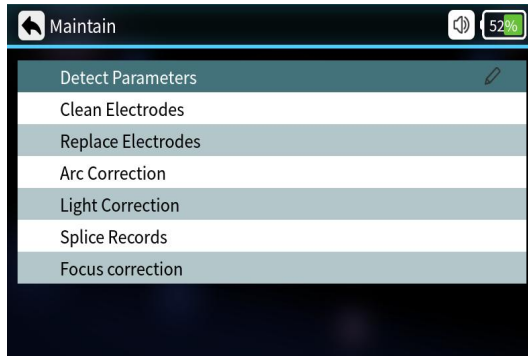 Maintain
52%
Detect Parameters
Clean Electrodes
Replace Electrodes
Arc Correction
Light Correction
Splice Records
Focus correction